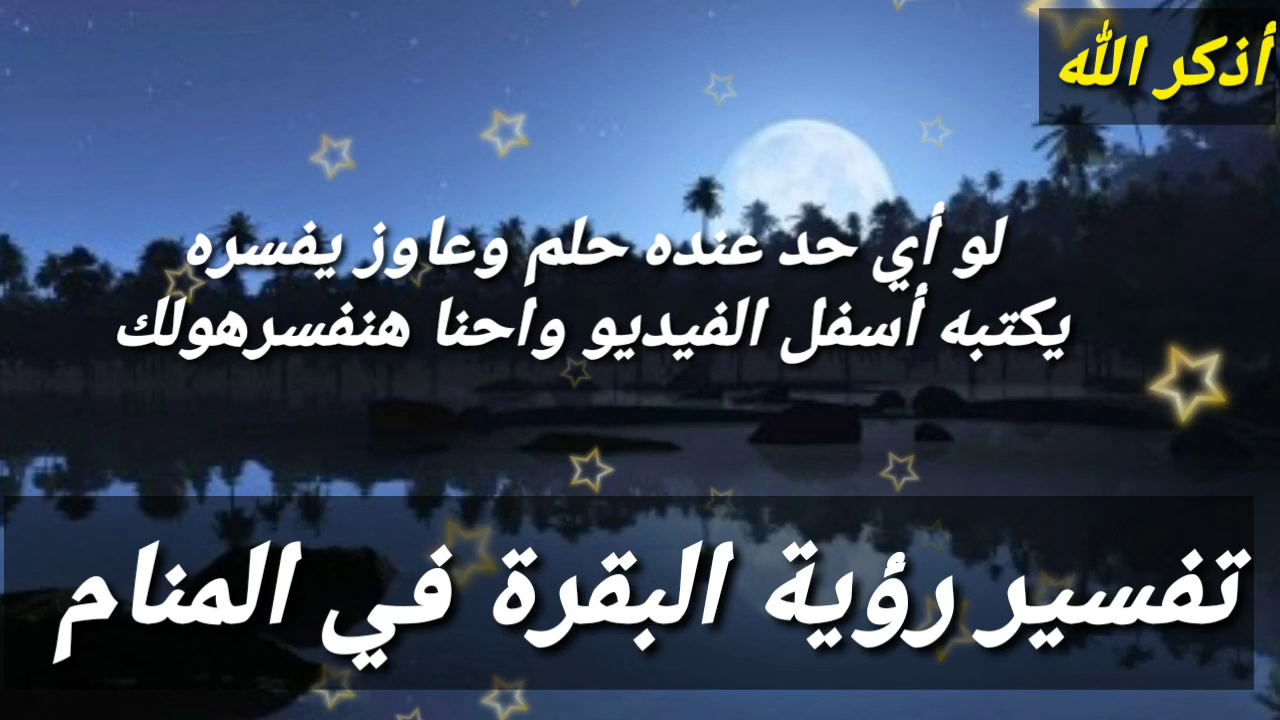 أذكر الله
لو أي حد عنده حلم وعاوز يفسره
يكتبه أسفل الفيديو واحنا هنفسرهولك
تفسير رؤية البقرة في المنام